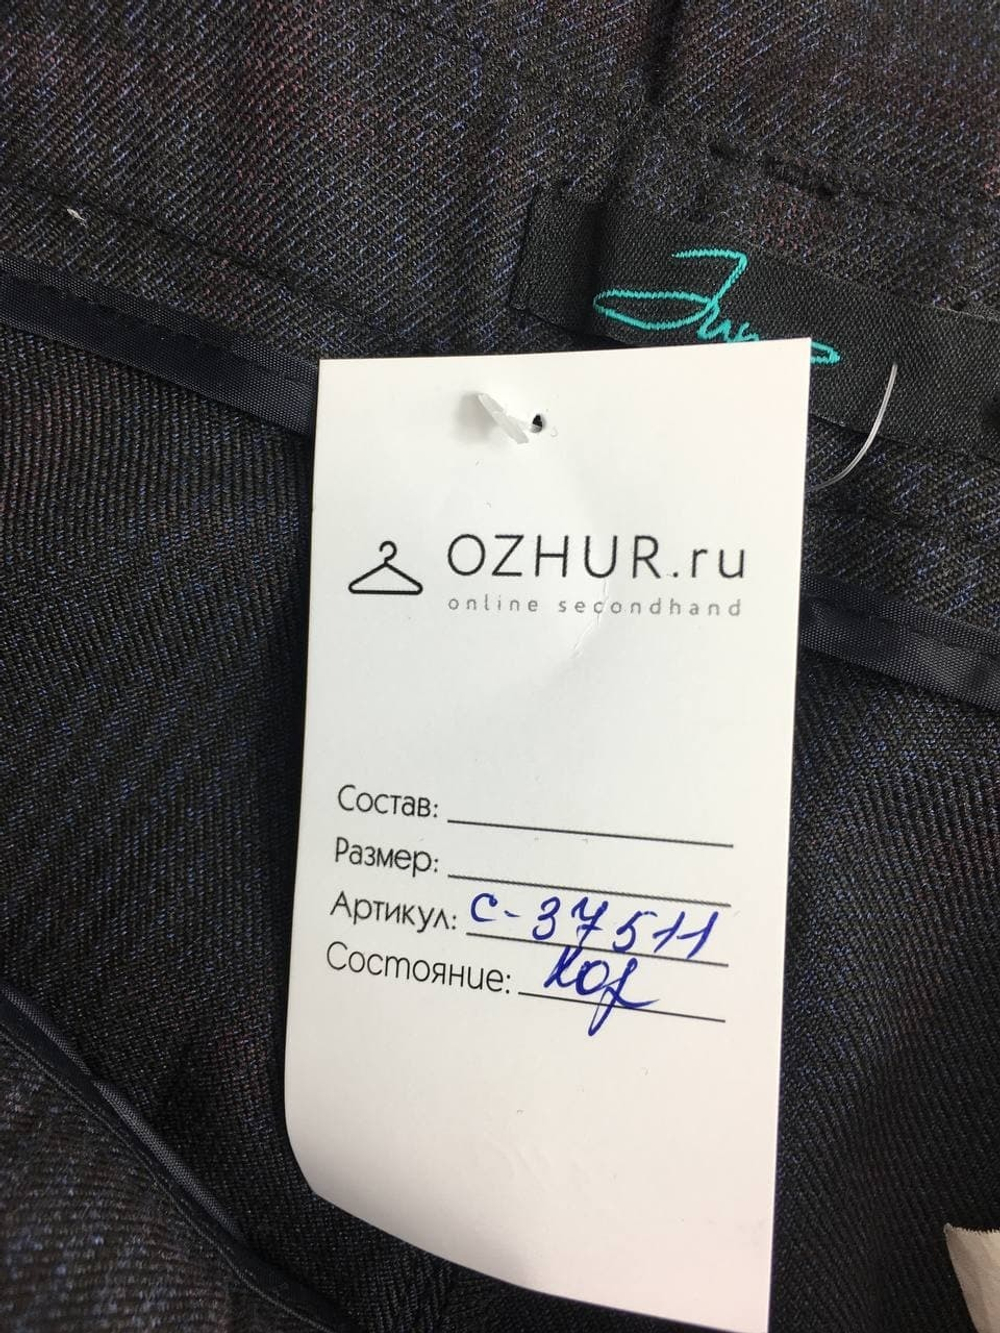 OZHUR.ru
online secondhand
Состав:
Размер:
Артикул: С-37511
Состояние: хор